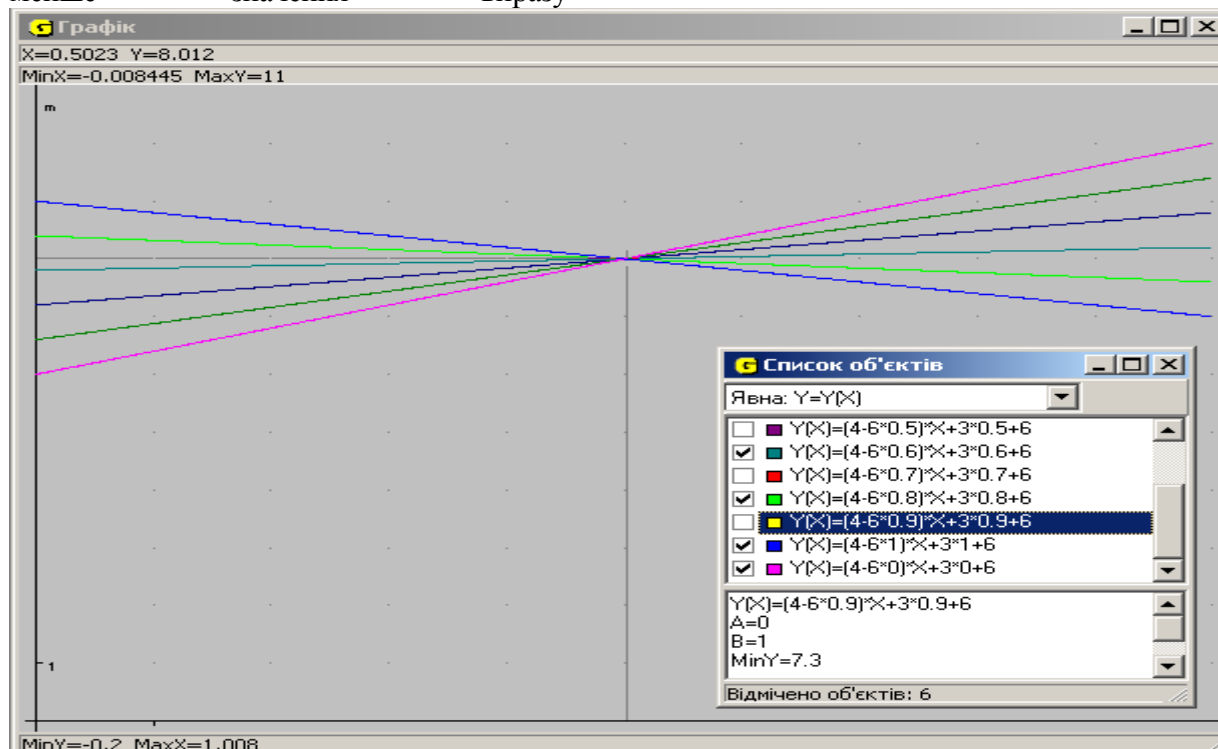 менше значення виразу
Графік
X=0.5023 Y=8.012
MinX=-0.008445 MaxY=11
m
Список об'єктів
Явна: Y=Y(X)
Y(X)=(4-6*0.5)*X+3*0.5+6
Y(X)=(4-6*0.6)*X+3*0.6+6
Y(X)=(4-6*0.7)*X+3*0.7+6
Y(X)=(4-6*0.8)*X+3*0.8+6
Y(X)=(4-6*0.9)*X+3*0.9+6
Y(X)=(4-6*1)*X+3*1+6
Y(X)=(4-6*0)*X+3*0+6
Y(X)=(4-6*0.9)*X+3*0.9+6
A=0
B=1
MinY=7.3
Відмічено об'єктів: 6
1
MinY=-0.2 MaxX=1.008